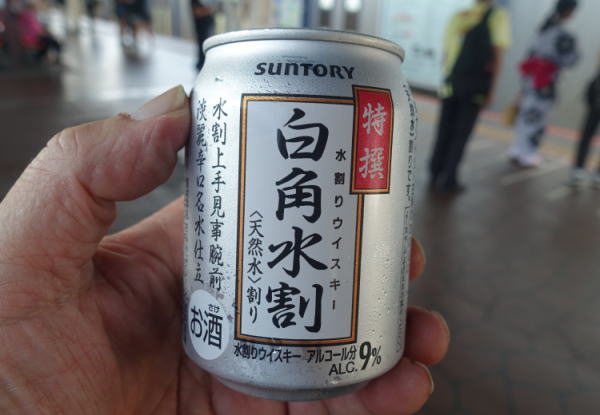 SUNTORY
特撰
白角水割
水割りウイスキー
〈天然水〉割り
水割上手見事腕前
淡麗辛口名水仕立
お酒
さけ
水割りウイスキー アルコール分 9%
ALC.